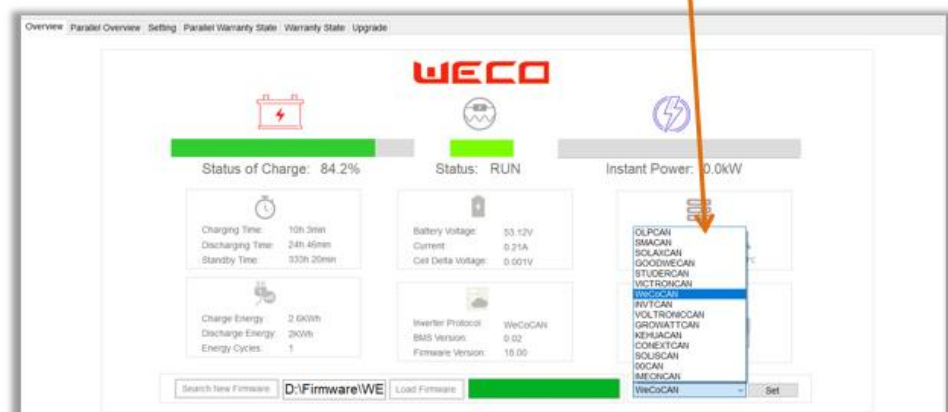 Overview Parallel Overview Setting Parallel Warranty State Warranty State Upgrade
WECO
Status of Charge: 84.2% Status: RUN Instant Power: 0.0kW
Charging Time: 10h 3min
Discharging Time: 24h 46min
Standby Time: 333h 20min
Battery Voltage: 53.12V
Current: 0.21A
Cell Delta Voltage: 0.001V
Charge Energy: 2.6KWh
Discharge Energy: 2KWh
Energy Cycles: 1
Inverter Protocol: WeCoCAN
BMS Version: 0.02
Firmware Version: 18.00
OLPCAN
SMACAN
SOLAXCAN
GOODWECAN
STUDERCAN
VICTRONCAN
WeCoCAN
INVTCAN
VOLTRONICCAN
GROWATTCAN
KEHUACAN
CONEXTCAN
SOLISCAN
00CAN
IMEONCAN
Search New Firmware D:\Firmware\WE Load Firmware WeCoCAN Set